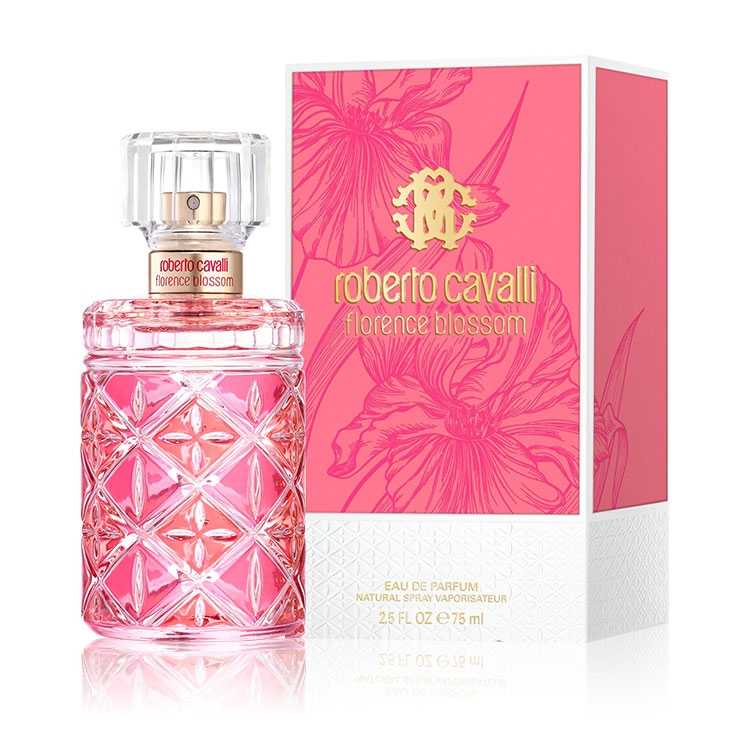 roberto cavalli
florence blossom
roberto cavalli
florence blossom
EAU DE PARFUM
NATURAL SPRAY VAPORISATEUR
2.5 FL OZ ℮ 75 ml